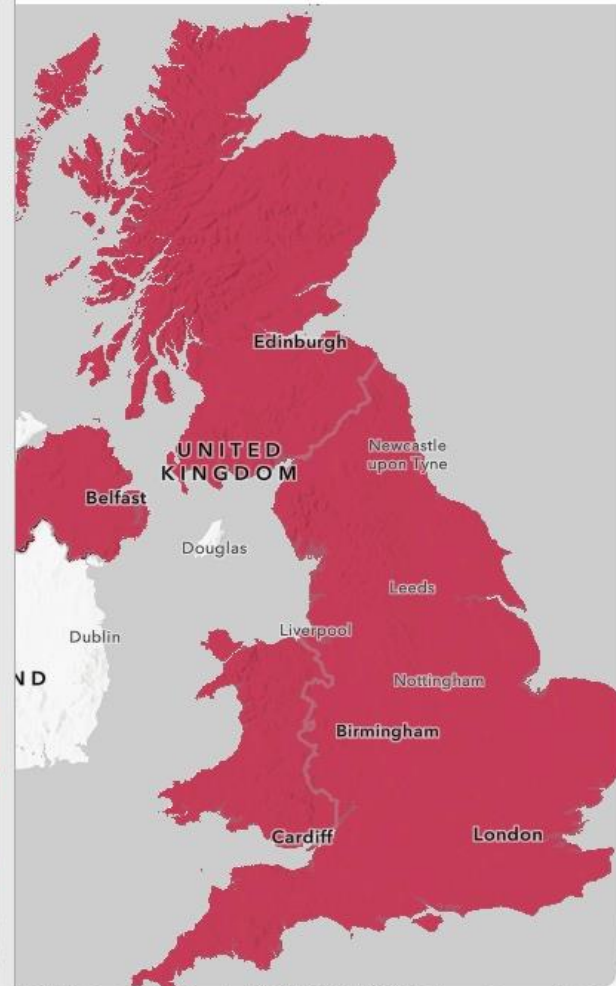 Edinburgh
UNITED
KINGDOM
Newcastle
upon Tyne
Belfast
Douglas
Leeds
Dublin
Liverpool
ND
Nottingham
Birmingham
Cardiff
London